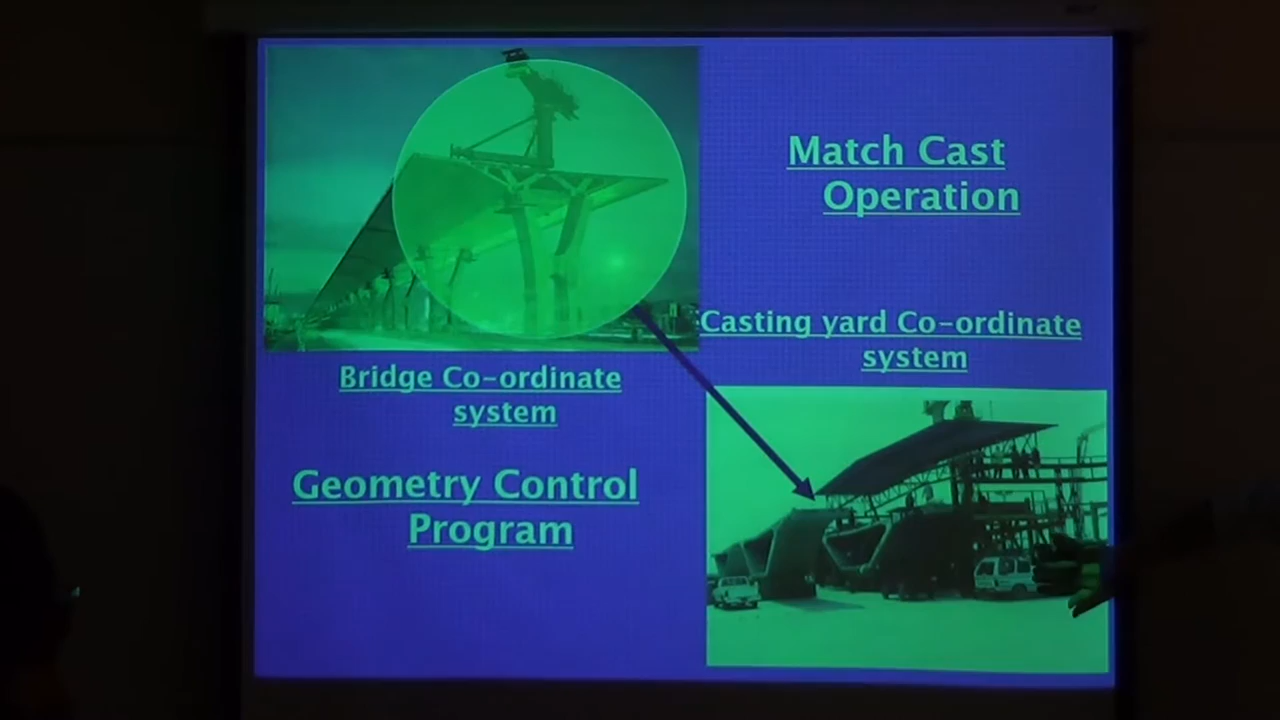 Match Cast
Operation
Casting yard Co-ordinate
system
Bridge Co-ordinate
system
Geometry Control
Program